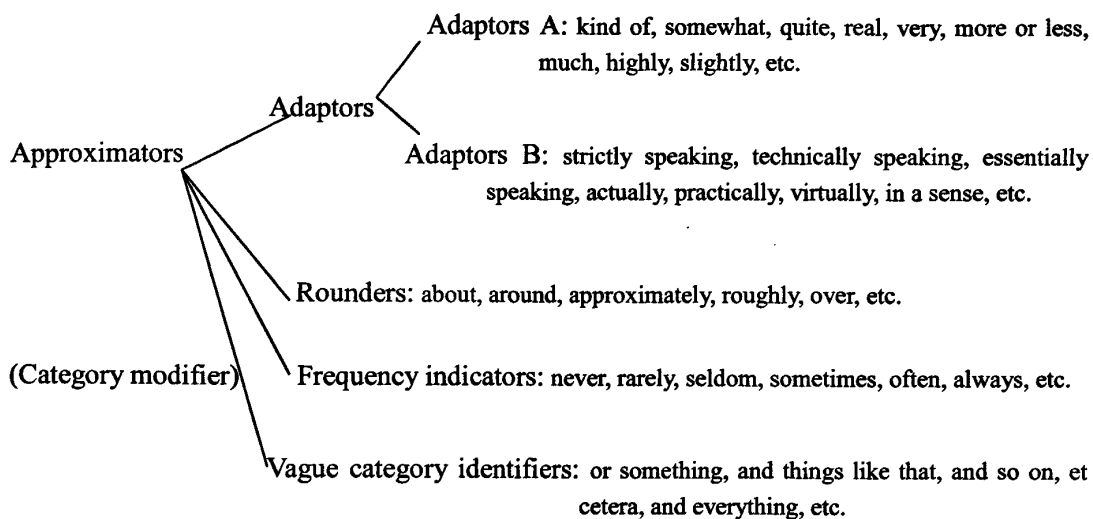 Adaptors A: kind of, somewhat, quite, real, very, more or less,
much, highly, slightly, etc.
Adaptors
Approximators
Adaptors B: strictly speaking, technically speaking, essentially
speaking, actually, practically, virtually, in a sense, etc.
Rounders: about, around, approximately, roughly, over, etc.
(Category modifier)
Frequency indicators: never, rarely, seldom, sometimes, often, always, etc.
Vague category identifiers: or something, and things like that, and so on, et
cetera, and everything, etc.